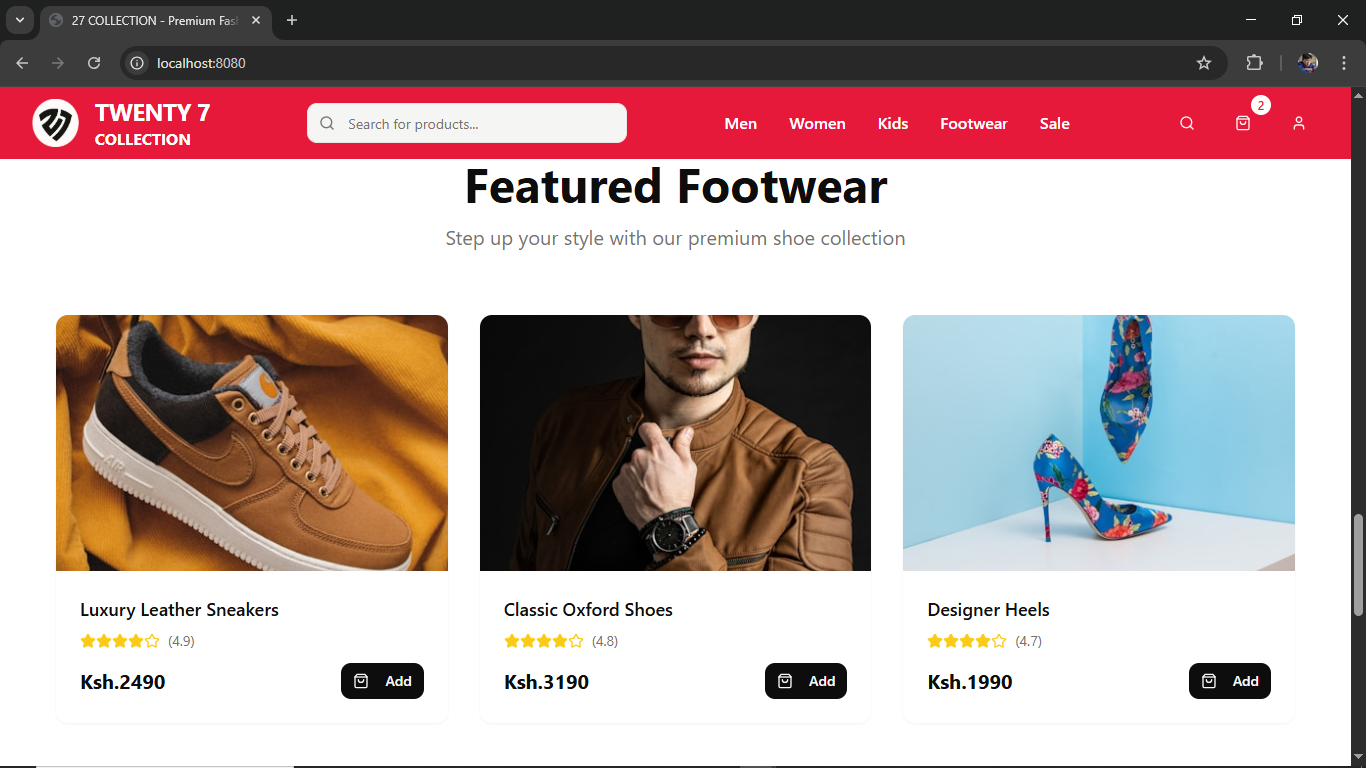 27 COLLECTION - Premium Fas
localhost:8080
TWENTY 7
COLLECTION
Search for products...
Men
Women
Kids
Footwear
Sale
2
Featured Footwear
Step up your style with our premium shoe collection
AIR
Luxury Leather Sneakers
(4.9)
Ksh.2490
Add
Classic Oxford Shoes
(4.8)
Ksh.3190
Add
Designer Heels
(4.7)
Ksh.1990
Add